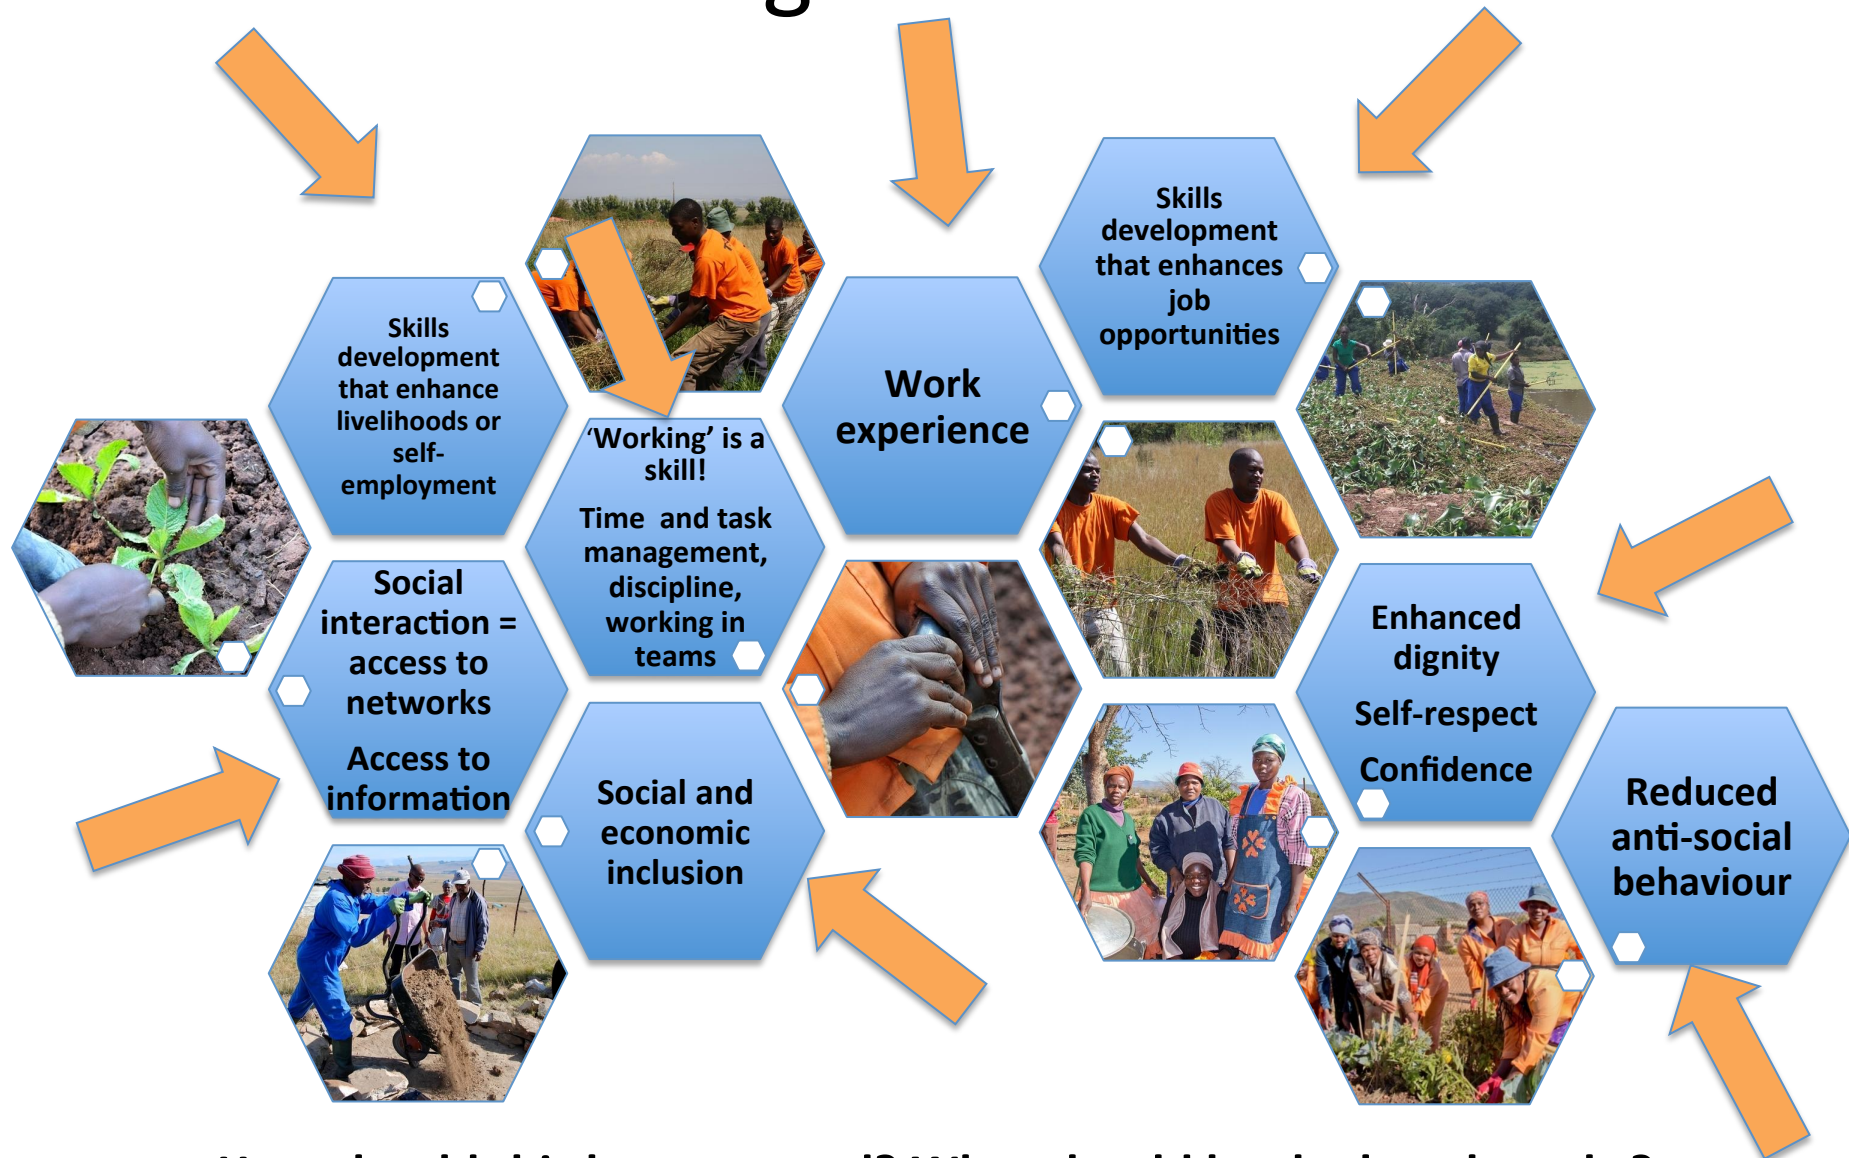 Skills
development
that enhances
job
opportunities
Skills
development
that enhance
livelihoods or
self-
employment
Work
experience
‘Working’ is a
skill!
Time and task
management,
discipline,
working in
teams
Social
interaction =
access to
networks
Access to
information
Enhanced
dignity
Self-respect
Confidence
Social and
economic
inclusion
Reduced
anti-social
behaviour